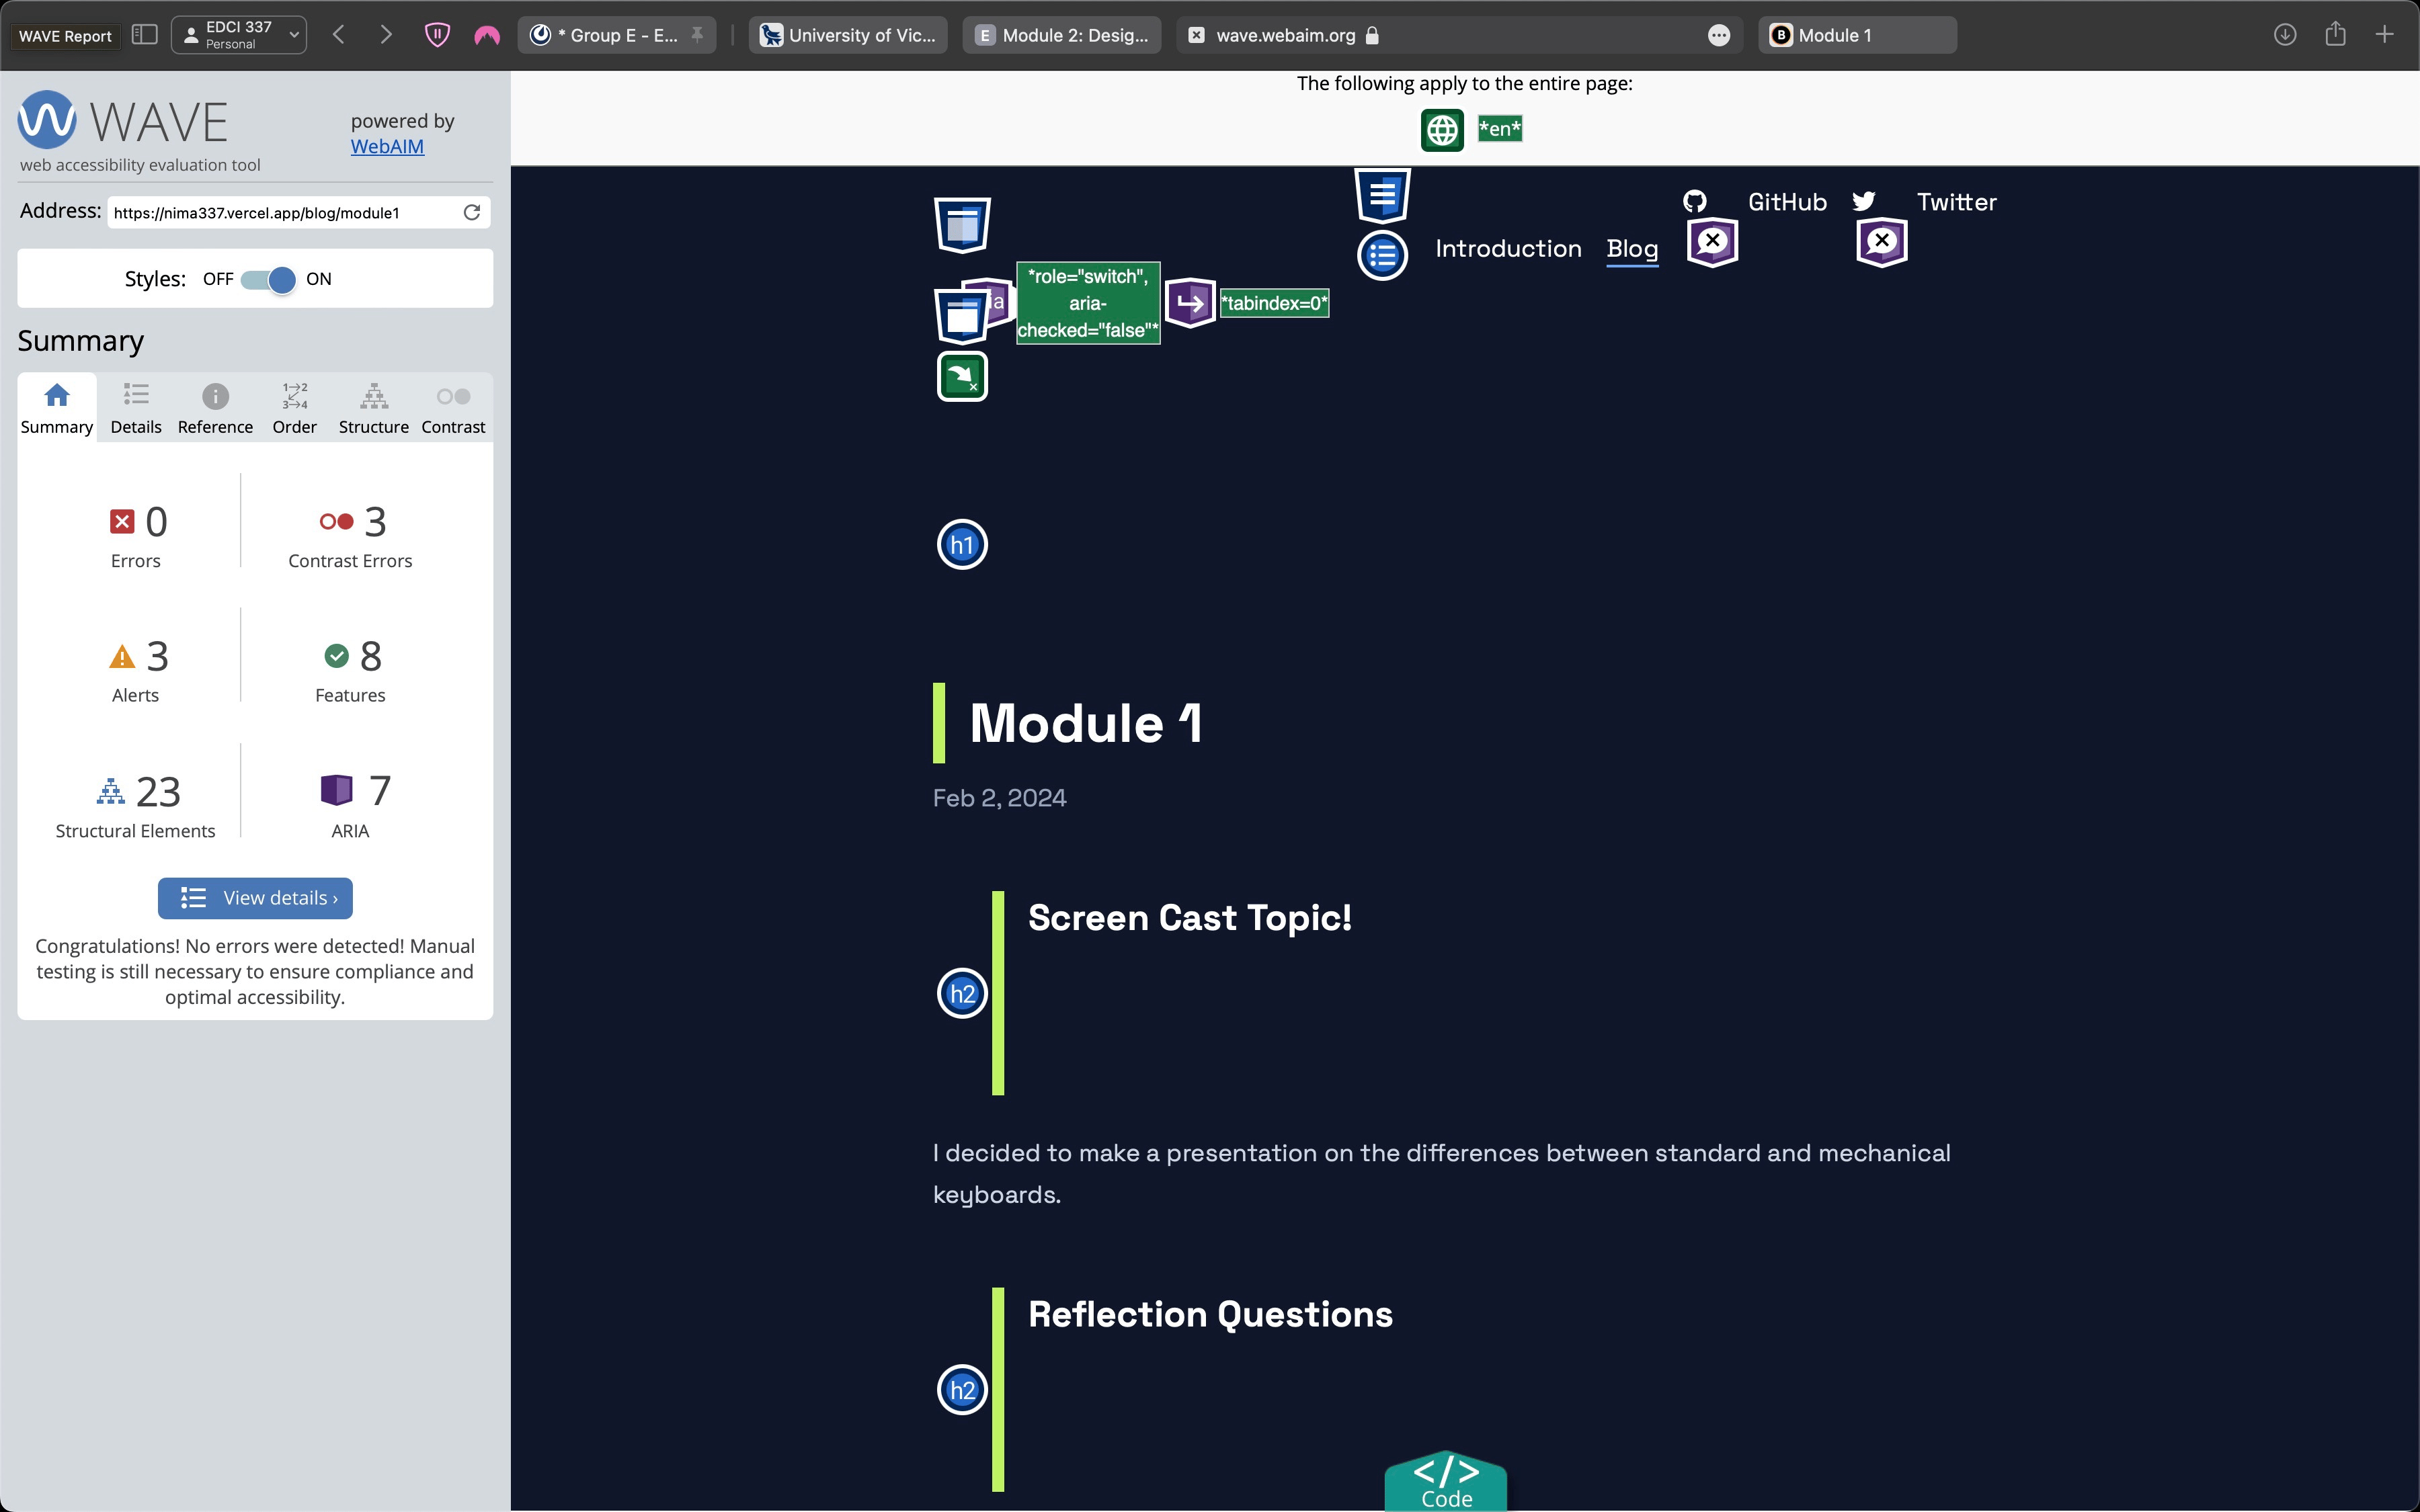 WAVE Report
EDCI 337
Personal
* Group E - E...
University of Vic...
E
Module 2: Desig...
wave.webaim.org
B
Module 1
WAVE
web accessibility evaluation tool
powered by
WebAIM
Address:
https://nima337.vercel.app/blog/module1
Styles:
OFF
ON
Summary
Summary
Details
Reference
Order
Structure
Contrast
0
Errors
3
Contrast Errors
3
Alerts
8
Features
23
Structural Elements
7
ARIA
View details ›
Congratulations! No errors were detected! Manual
testing is still necessary to ensure compliance and
optimal accessibility.
The following apply to the entire page:
*en*
GitHub
Twitter
Introduction
Blog
*role="switch",
aria-
checked="false"*
*tabindex=0*
h1
Module 1
Feb 2, 2024
Screen Cast Topic!
h2
I decided to make a presentation on the differences between standard and mechanical
keyboards.
Reflection Questions
h2
</>
Code